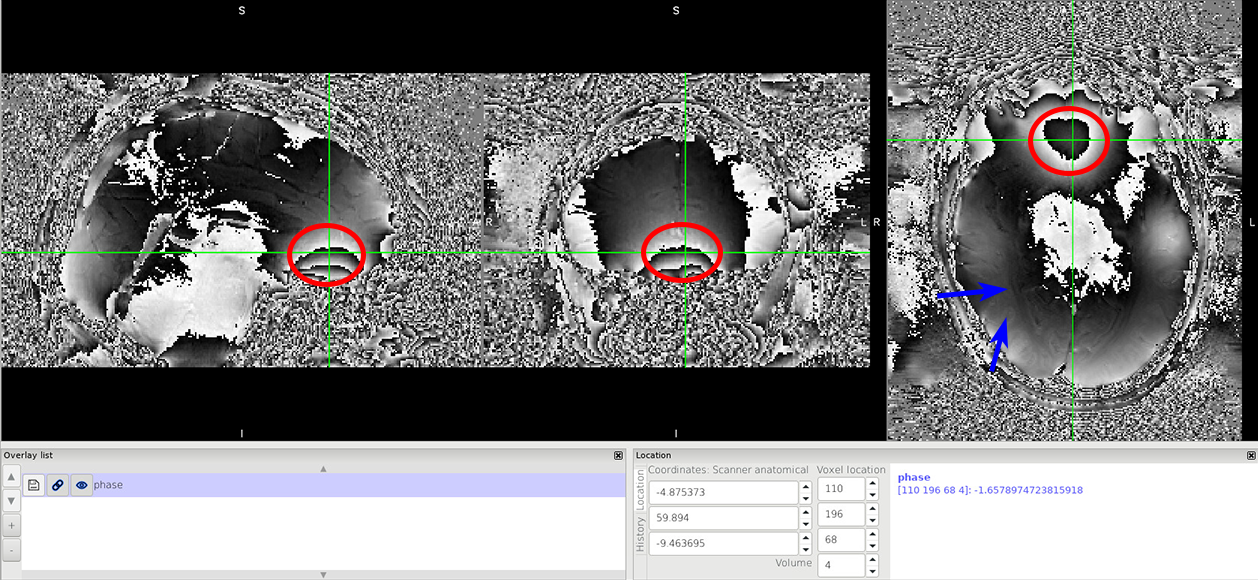 S
S
R
L
R
L
I
I
Overlay list
Location
phase
Location
History
Coordinates: Scanner anatomical
Voxel location
-4.875373
110
59.894
196
-9.463695
68
Volume
4
phase
[110 196 68 4]: -1.6578974723815918
+
-